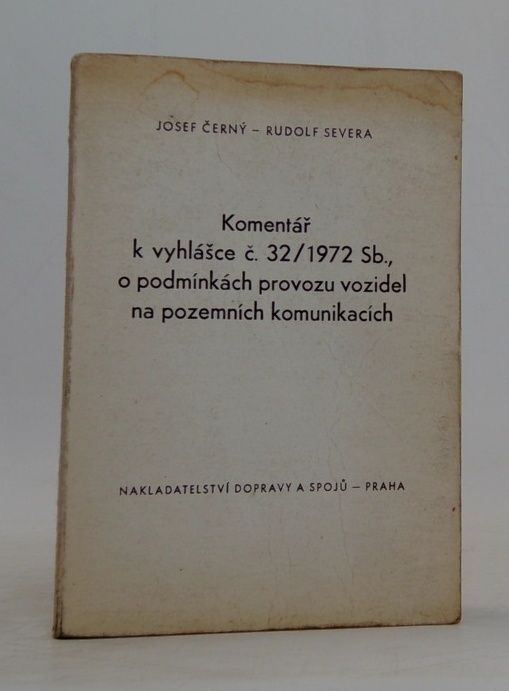 JOSEF ČERNÝ – RUDOLF SEVERA
Komentář
k vyhlášce č. 32/1972 Sb.,
o podmínkách provozu vozidel
na pozemních komunikacích
NAKLADATELSTVÍ DOPRAVY A SPOJŮ – PRAHA